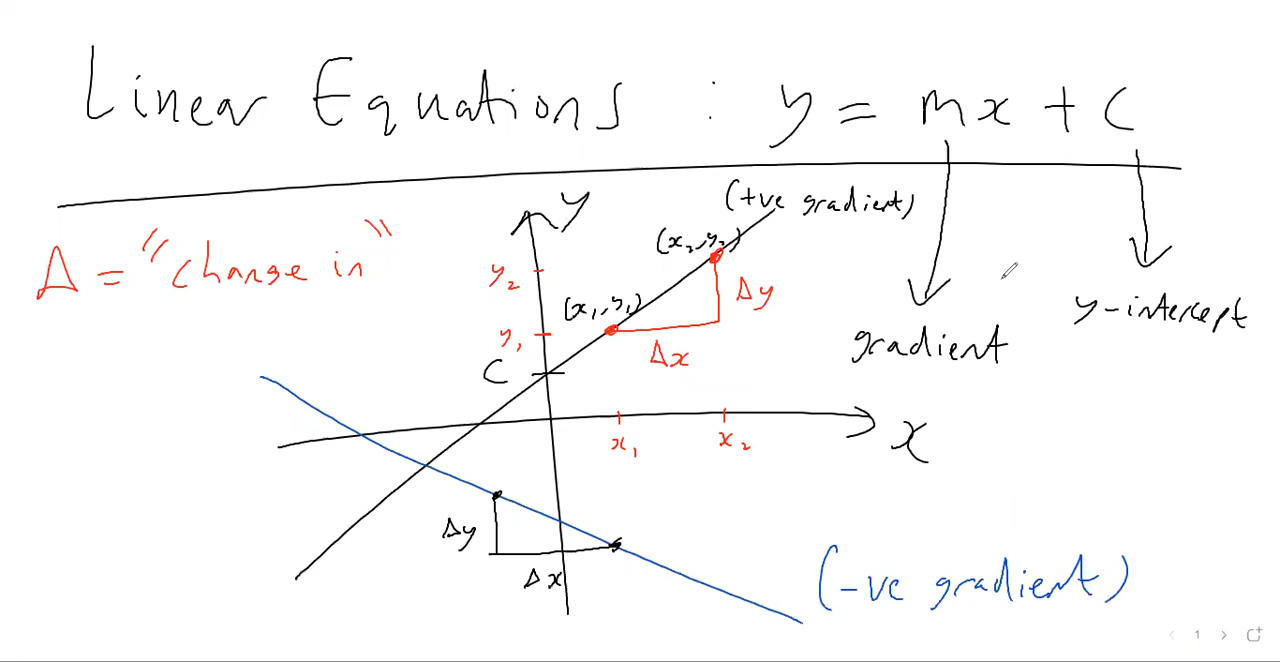 Linear Equations : y = mx + c
y
(+ve gradient)
(x₂, y₂)
Δ = "change in"
y₂
Δy
(x₁, y₁)
y-intercept
y₁
gradient
Δx
C
x
x₁
x₂
Δy
Δx
(-ve gradient)
1